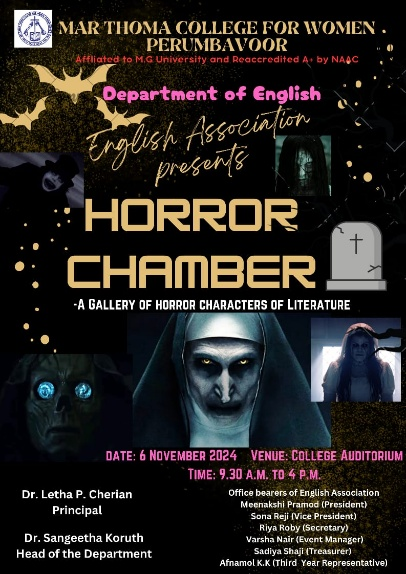 MAR THOMA COLLEGE FOR WOMEN
PERUMBAVOOR
Affliated to M.G University and Reaccredited A+ by NAAC
Department of English
English Association
presents
HORROR
CHAMBER
-A Gallery of horror characters of Literature
Date: 6 November 2024 Venue: College Auditorium
Time: 9.30 a.m. to 4 p.m.
Dr. Letha P. Cherian
Principal
Dr. Sangeetha Koruth
Head of the Department
Office bearers of English Association
Meenakshi Pramod (President)
Sona Reji (Vice President)
Riya Roby (Secretary)
Varsha Nair (Event Manager)
Sadiya Shaji (Treasurer)
Afnamol K.K (Third Year Representative)